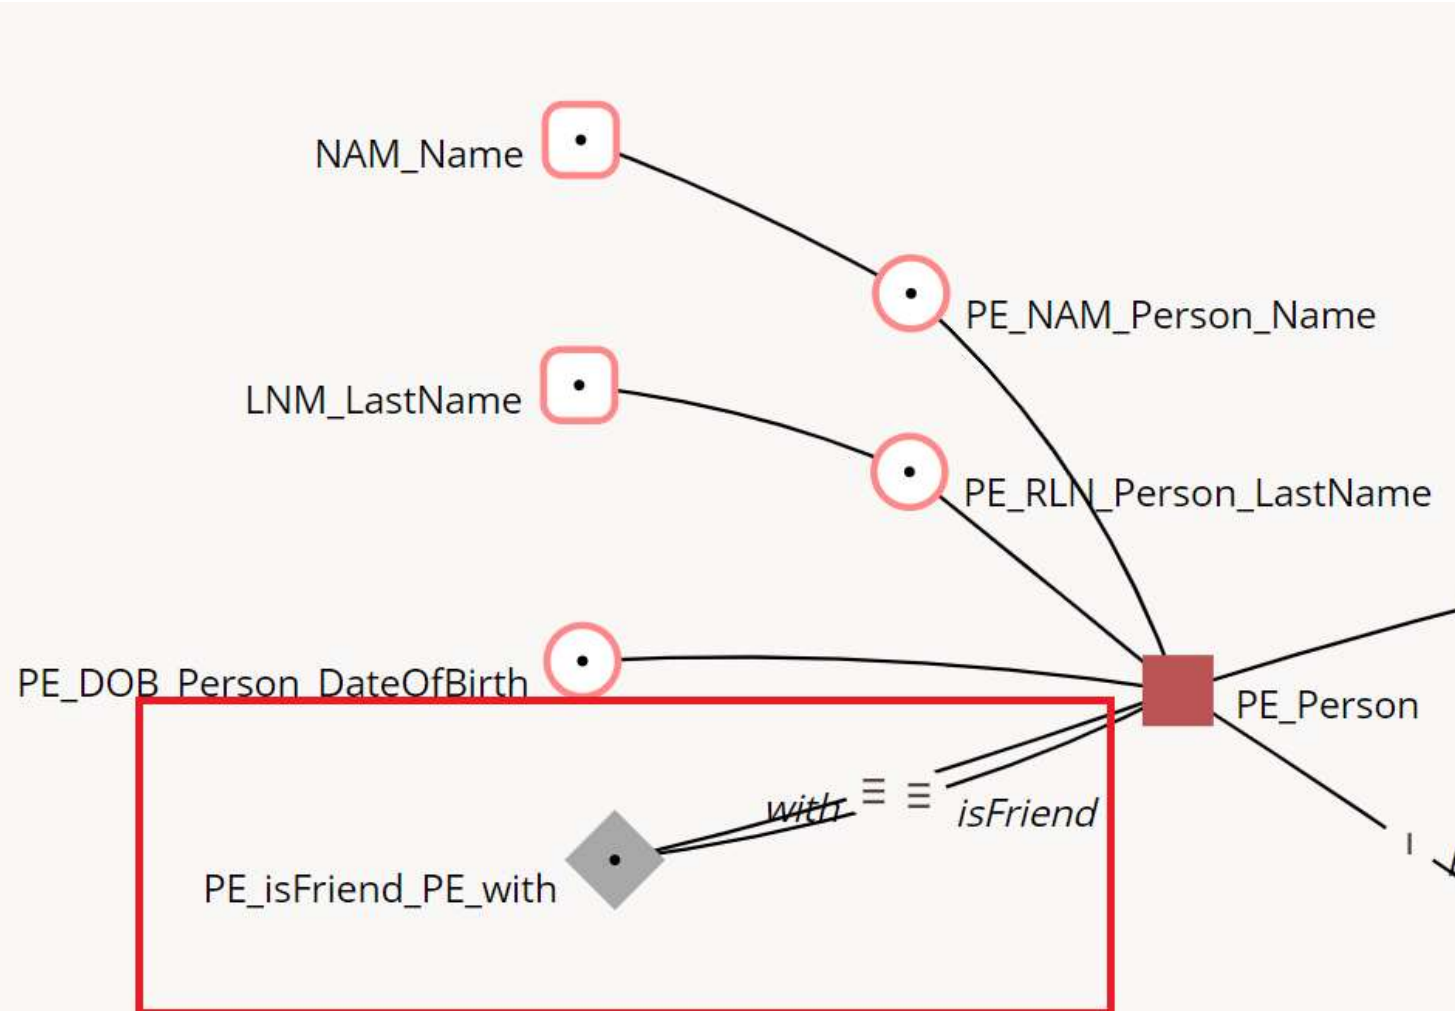 NAM_Name
PE_NAM_Person_Name
LNM_LastName
PE_RLN_Person_LastName
PE_DOB_Person_DateOfBirth
PE_Person
with
isFriend
PE_isFriend_PE_with